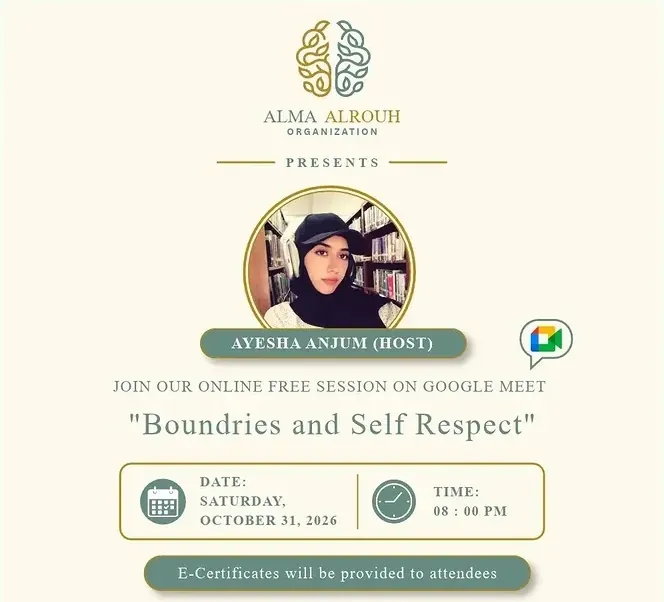 ALMA ALROUH
ORGANIZATION
PRESENTS
AYESHA ANJUM (HOST)
JOIN OUR ONLINE FREE SESSION ON GOOGLE MEET
"Boundries and Self Respect"
DATE:
SATURDAY,
OCTOBER 31, 2026
TIME:
08 : 00 PM
E-Certificates will be provided to attendees